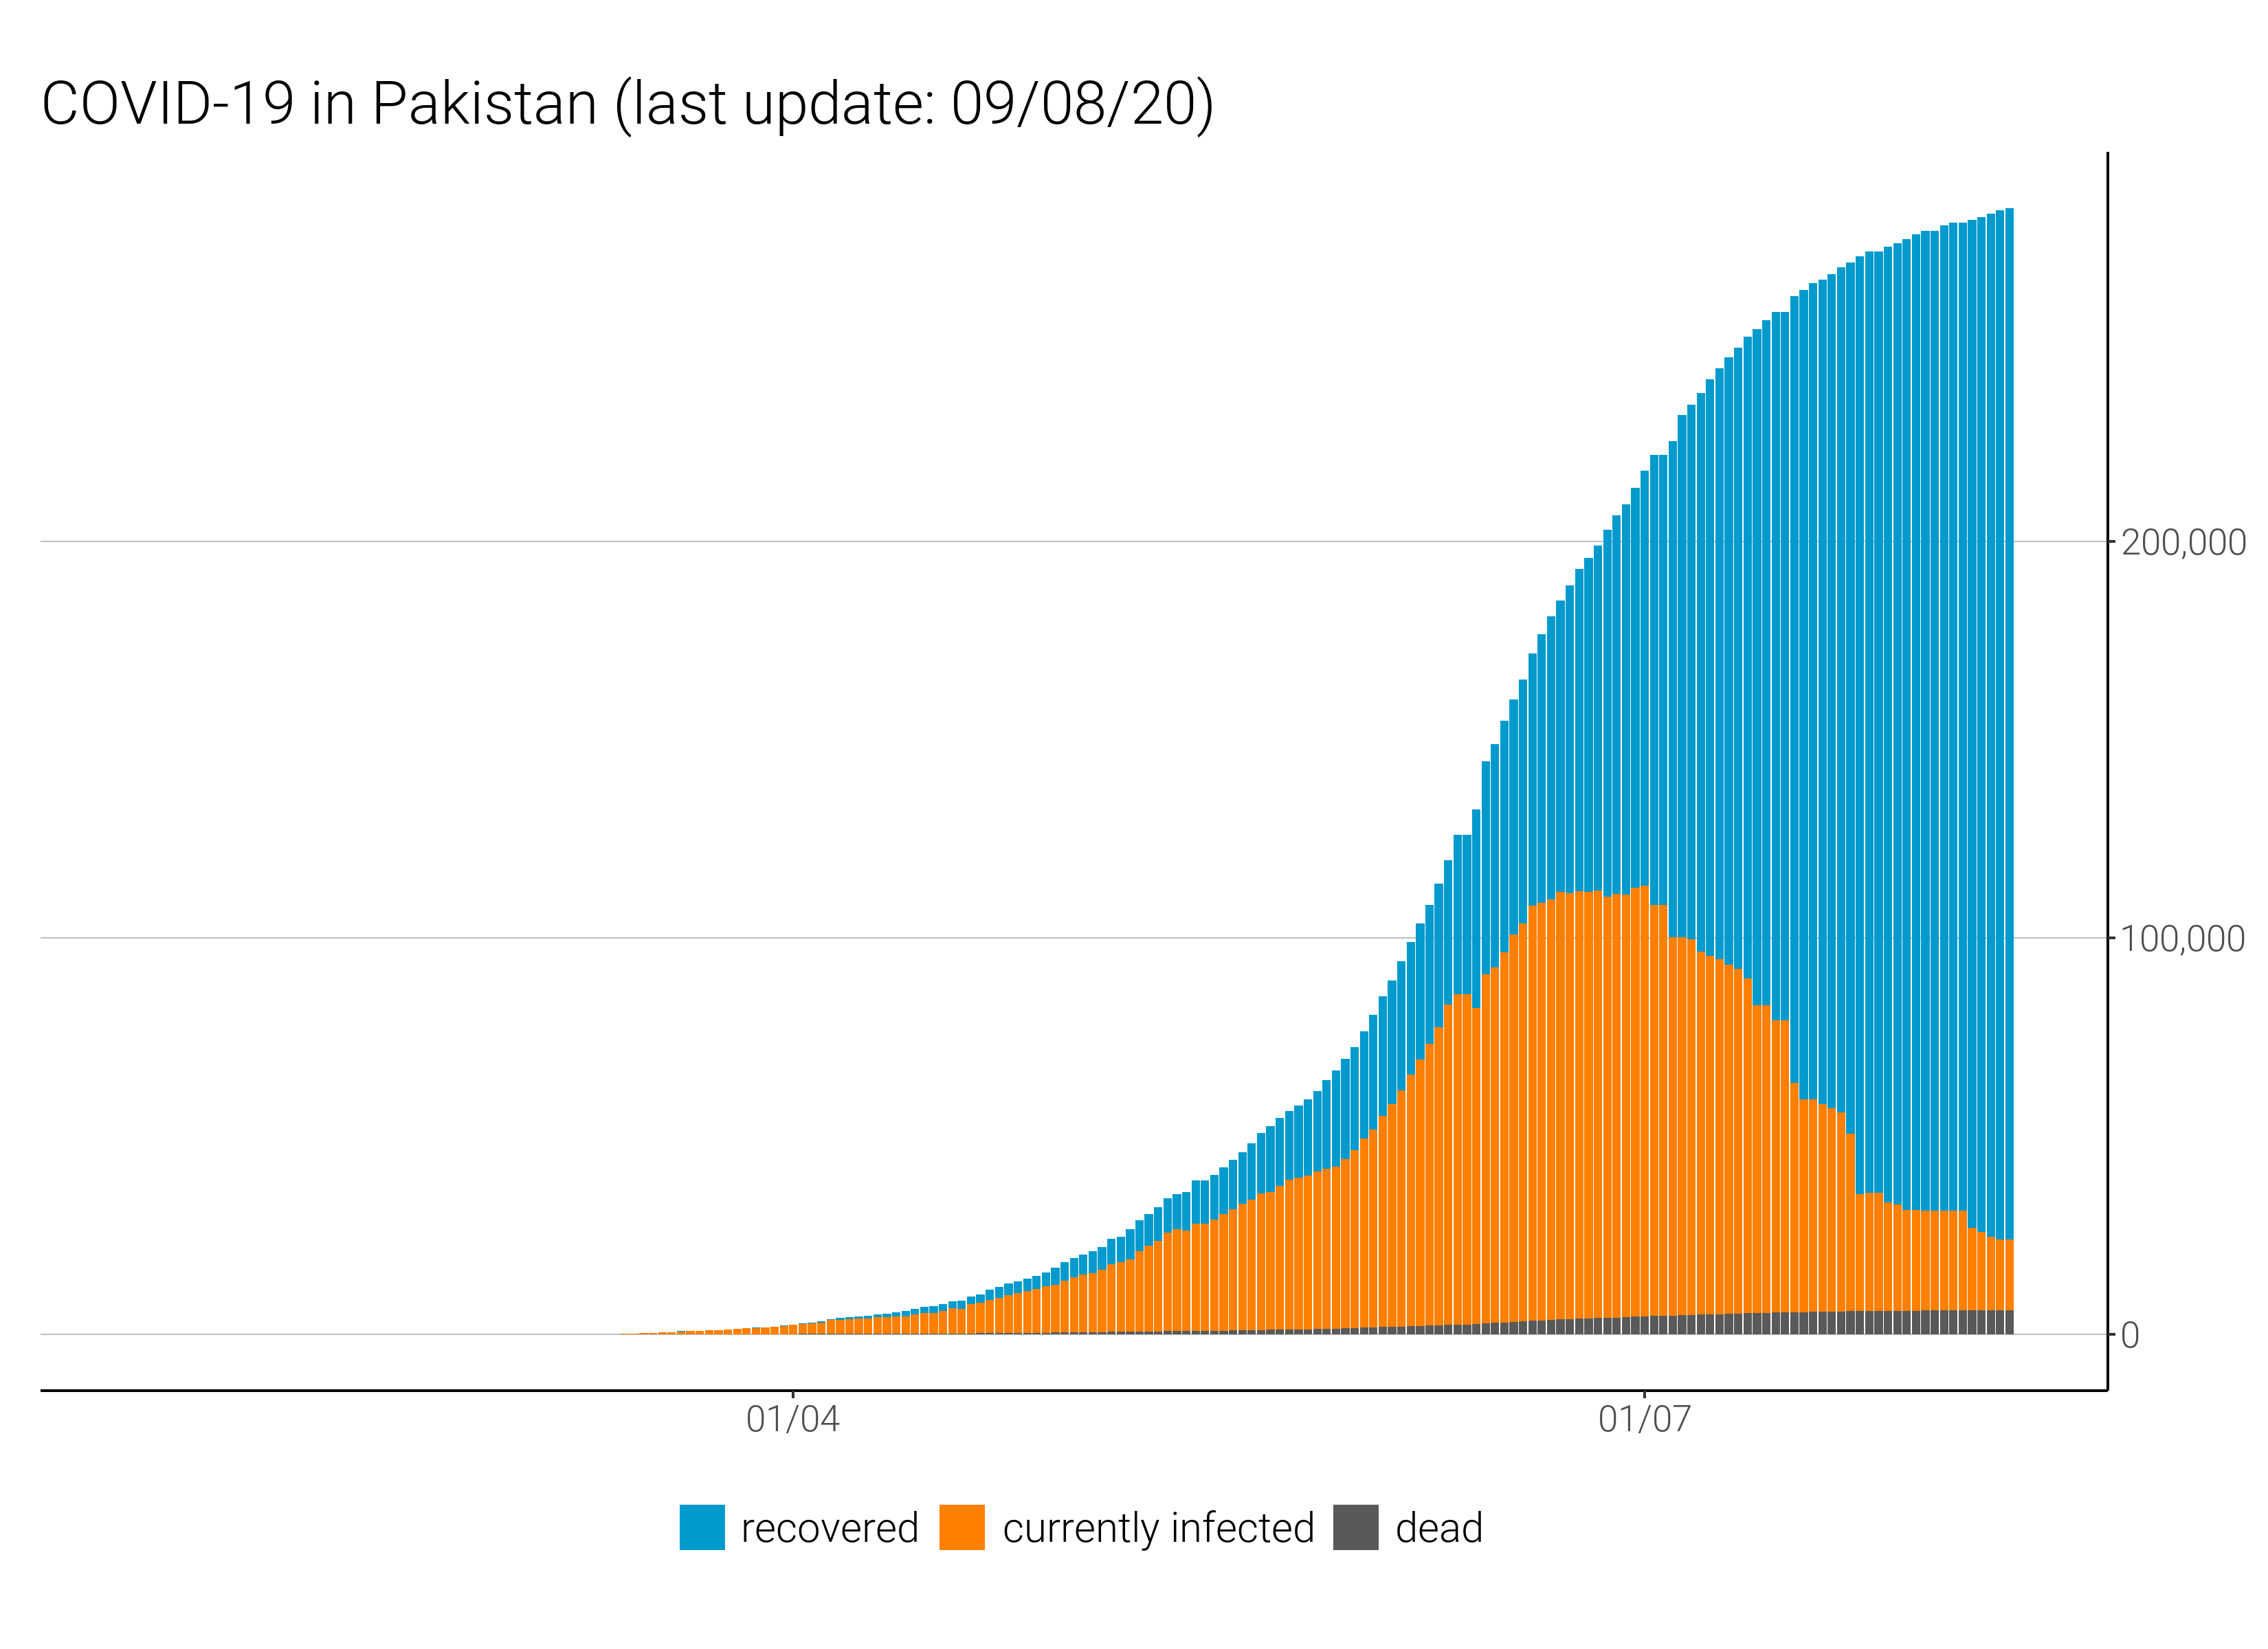 COVID-19 in Pakistan (last update: 09/08/20)
200,000
100,000
0
01/04 01/07
recovered currently infected dead